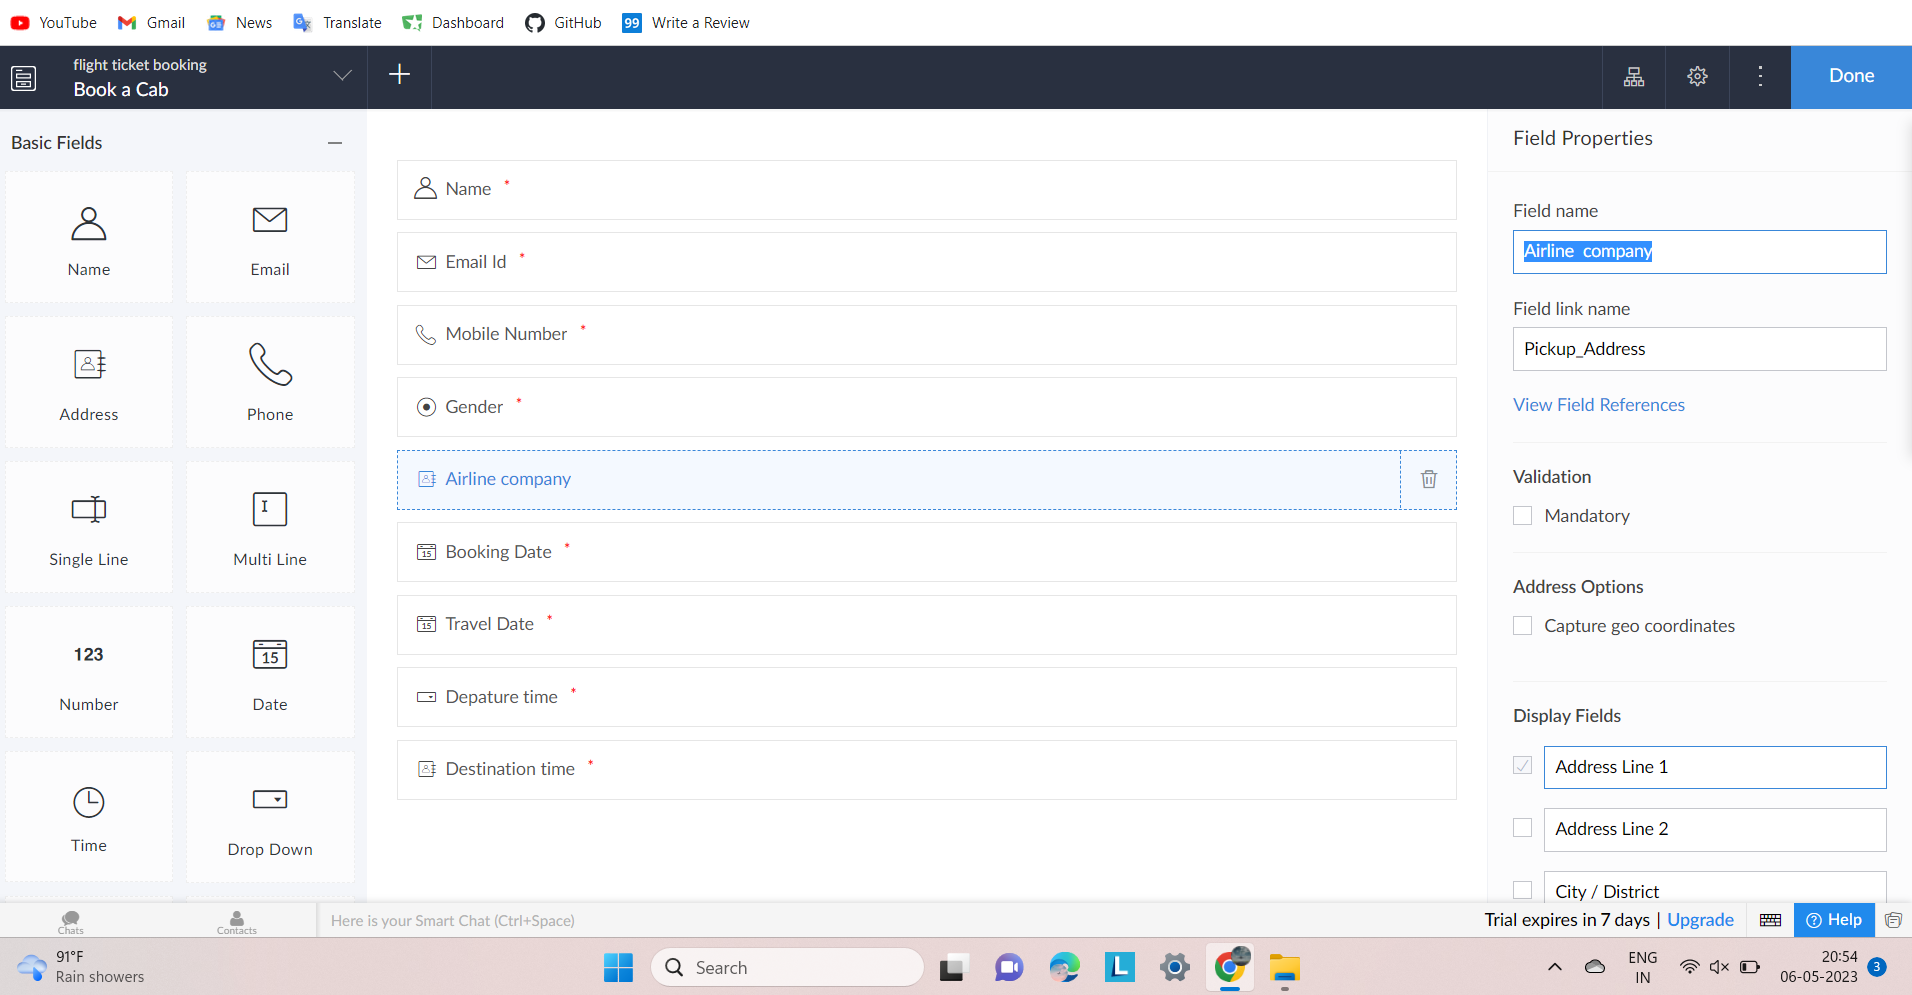 YouTube
Gmail
News
Translate
Dashboard
GitHub
99 Write a Review
flight ticket booking
Book a Cab
Done
Basic Fields
Name
Email
Address
Phone
Single Line
Multi Line
123
Number
15
Date
Time
Drop Down
Name *
Email Id *
Mobile Number *
Gender *
Airline company
15 Booking Date *
15 Travel Date *
Depature time *
Destination time *
Field Properties
Field name
Airline company
Field link name
Pickup_Address
View Field References
Validation
Mandatory
Address Options
Capture geo coordinates
Display Fields
Address Line 1
Address Line 2
City / District
Chats
Contacts
Here is your Smart Chat (Ctrl+Space)
Trial expires in 7 days | Upgrade
Help
91°F
Rain showers
Search
L
ENG
IN
20:54
06-05-2023
3